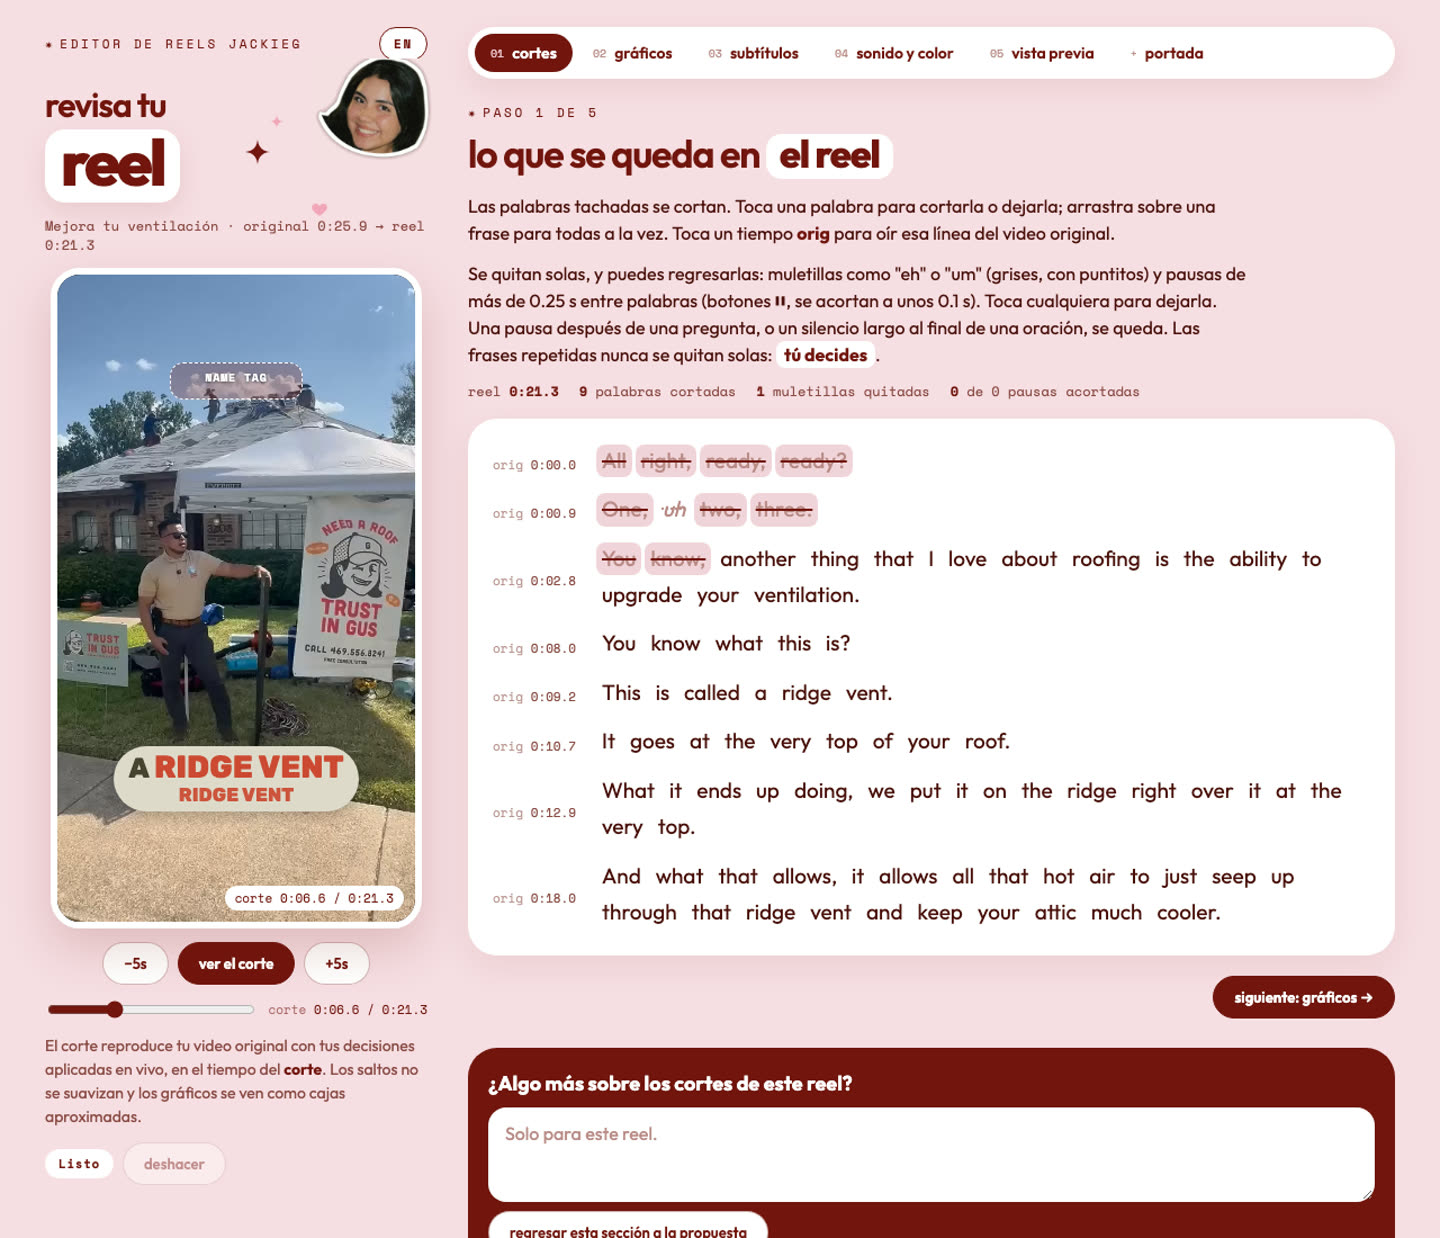 ✷ EDITOR DE REELS JACKIEG
EN
revisa tu
reel
Mejora tu ventilación · original 0:25.9 → reel
0:21.3
NAME TAG
NEED A ROOF
TRUST
IN GUS
CALL 469.556.8241
FREE CONSULTATION
TRUST
IN GUS
A RIDGE VENT
RIDGE VENT
corte 0:06.6 / 0:21.3
−5s
ver el corte
+5s
corte 0:06.6 / 0:21.3
El corte reproduce tu video original con tus decisiones
aplicadas en vivo, en el tiempo del corte. Los saltos no
se suavizan y los gráficos se ven como cajas
aproximadas.
Listo
deshacer
01 cortes
02 gráficos
03 subtítulos
04 sonido y color
05 vista previa
+ portada
✷ PASO 1 DE 5
lo que se queda en el reel
Las palabras tachadas se cortan. Toca una palabra para cortarla o dejarla; arrastra sobre una
frase para todas a la vez. Toca un tiempo orig para oír esa línea del video original.
Se quitan solas, y puedes regresarlas: muletillas como "eh" o "um" (grises, con puntitos) y pausas de
más de 0.25 s entre palabras (botones ⏸, se acortan a unos 0.1 s). Toca cualquiera para dejarla.
Una pausa después de una pregunta, o un silencio largo al final de una oración, se queda. Las
frases repetidas nunca se quitan solas: tú decides .
reel 0:21.3 9 palabras cortadas 1 muletillas quitadas 0 de 0 pausas acortadas
orig 0:00.0 All right, ready, ready?
orig 0:00.9 One, ·uh two, three.
orig 0:02.8 You know, another thing that I love about roofing is the ability to
upgrade your ventilation.
orig 0:08.0 You know what this is?
orig 0:09.2 This is called a ridge vent.
orig 0:10.7 It goes at the very top of your roof.
orig 0:12.9 What it ends up doing, we put it on the ridge right over it at the
very top.
orig 0:18.0 And what that allows, it allows all that hot air to just seep up
through that ridge vent and keep your attic much cooler.
siguiente: gráficos →
¿Algo más sobre los cortes de este reel?
Solo para este reel.
regresar esta sección a la propuesta